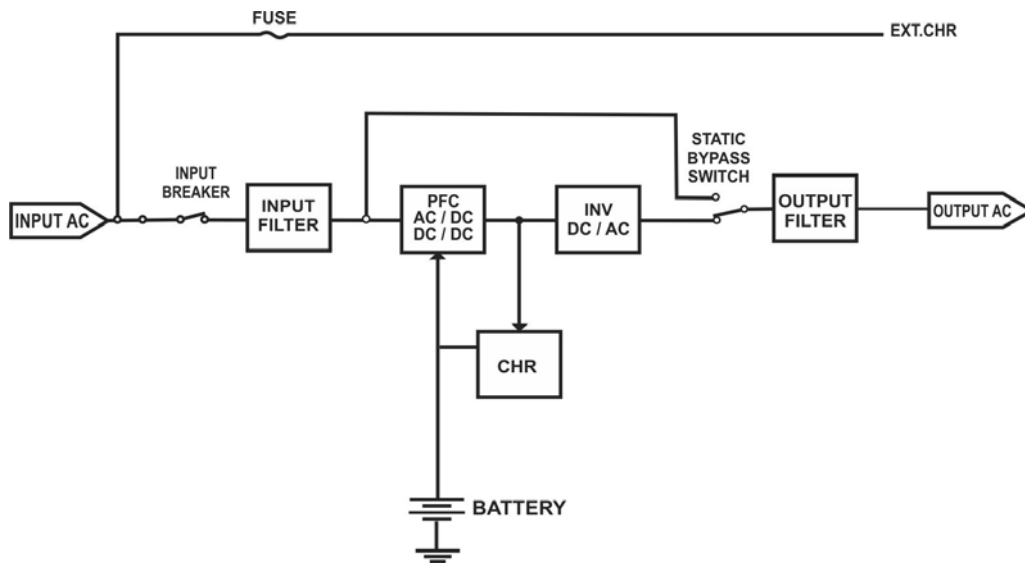 FUSE
EXT.CHR
STATIC
BYPASS
SWITCH
INPUT
BREAKER
INPUT AC
INPUT
FILTER
PFC
AC / DC
DC / DC
INV
DC / AC
OUTPUT
FILTER
OUTPUT AC
CHR
BATTERY